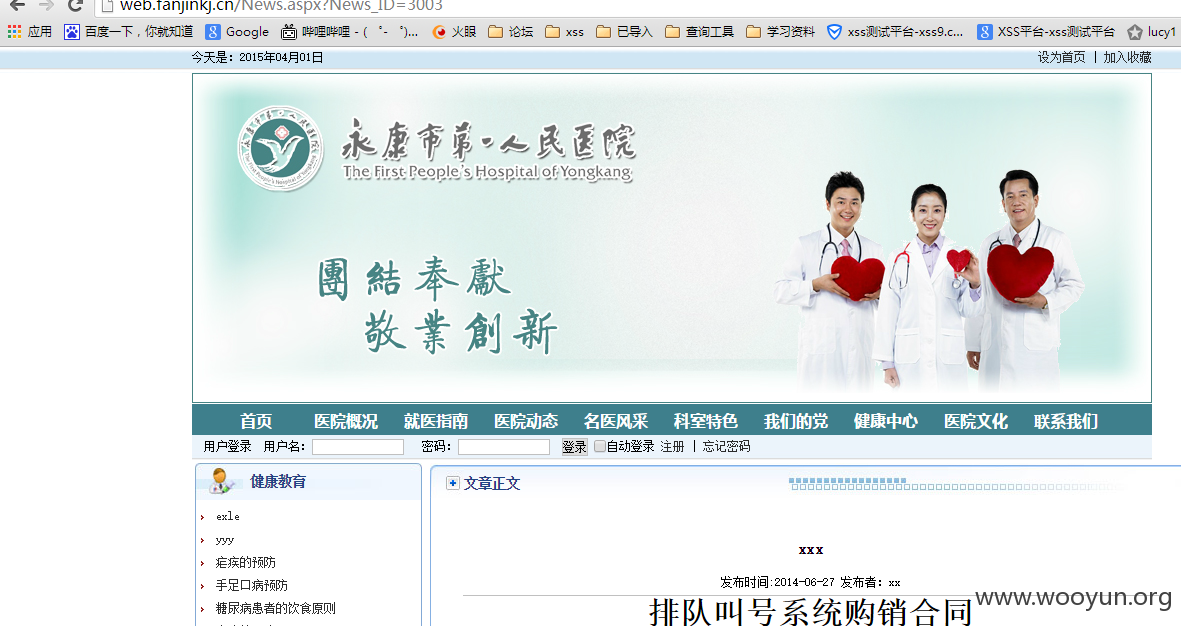 web.fanjinkj.cn/News.aspx?News_ID=3003
应用 百度一下，你就知道 Google 哔哩哔哩 - ( ゜- ゜)... 火眼 论坛 xss 已导入 查询工具 学习资料 xss测试平台-xss9.c... XSS平台-xss测试平台 lucy1
今天是：2015年04月01日 设为首页 | 加入收藏
永康市第一人民医院
The First People's Hospital of Yongkang
團結奉獻
敬業創新
首页 医院概况 就医指南 医院动态 名医风采 科室特色 我们的党 健康中心 医院文化 联系我们
用户登录 用户名： 密码： 登录 自动登录 注册 | 忘记密码
健康教育 文章正文
exle
yyy
疟疾的预防
手足口病预防
糖尿病患者的饮食原则
xxx
发布时间:2014-06-27 发布者：xx
排队叫号系统购销合同
www.wooyun.org